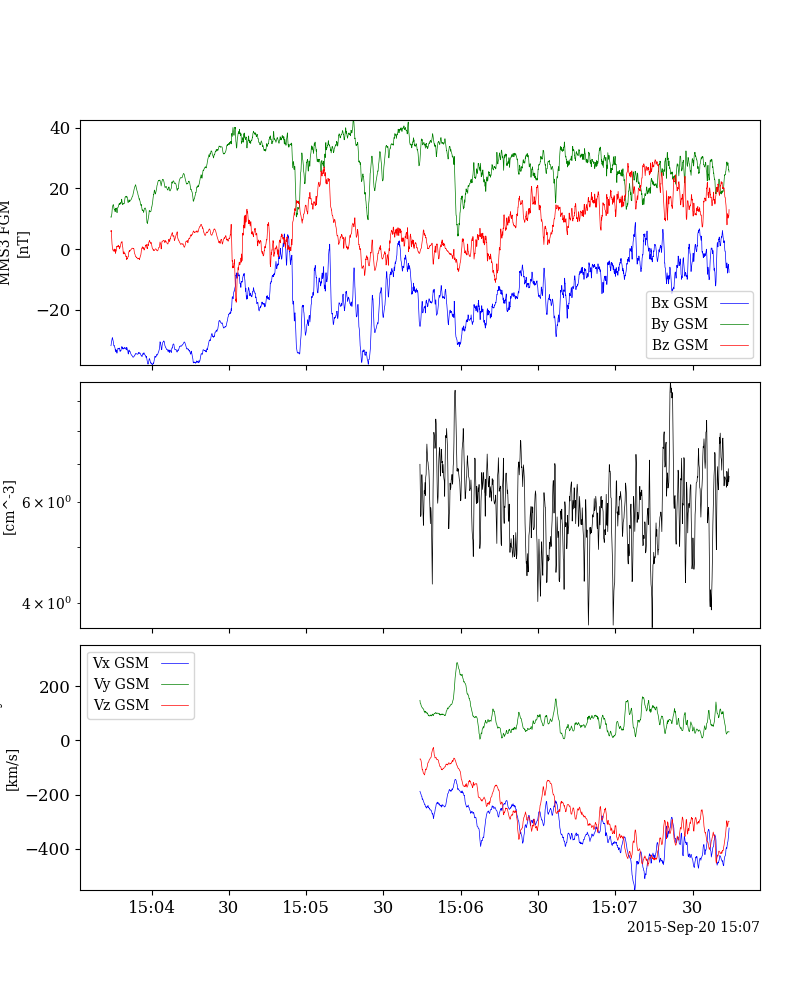 40
20
0
−20
MMS3 FGM
[nT]
Bx GSM
By GSM
Bz GSM
6 × 10⁰
4 × 10⁰
[cm^-3]
Vx GSM
Vy GSM
Vz GSM
200
0
−200
−400
[km/s]
15:04 30 15:05 30 15:06 30 15:07 30
2015-Sep-20 15:07